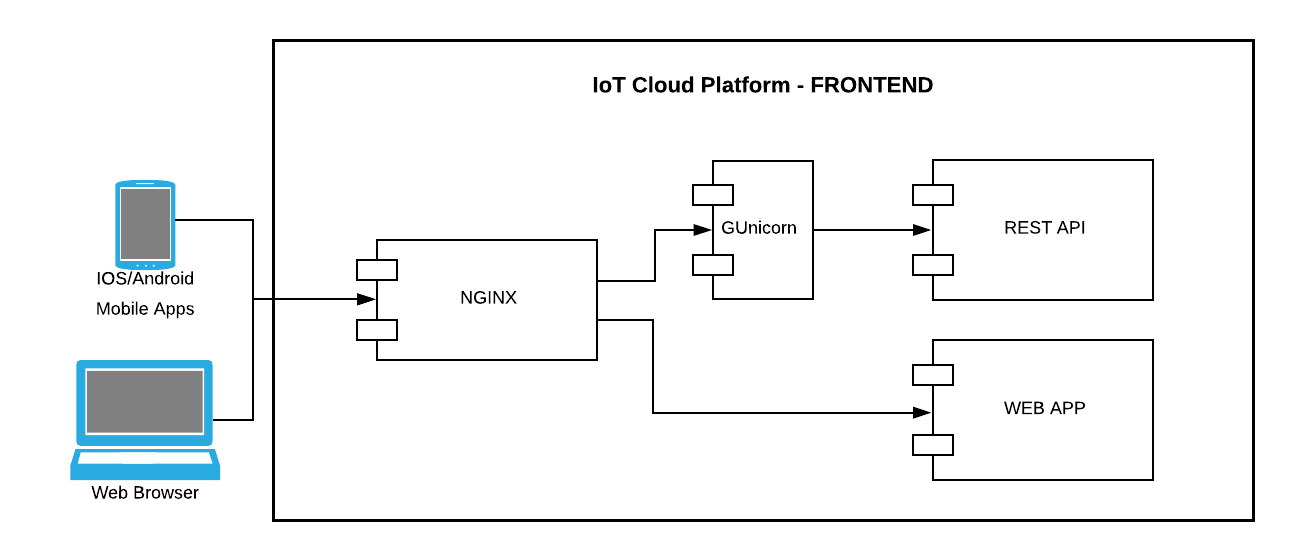 IoT Cloud Platform - FRONTEND
IOS/Android
Mobile Apps
Web Browser
NGINX
GUnicorn
REST API
WEB APP